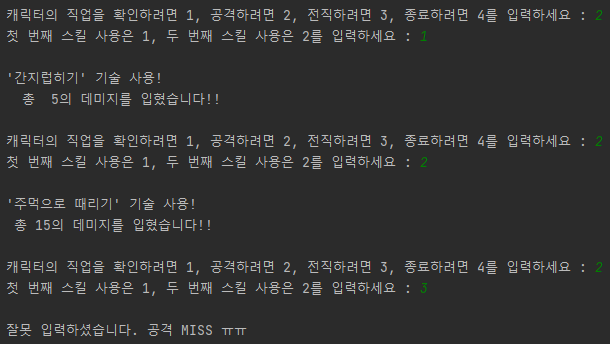 캐릭터의 직업을 확인하려면 1, 공격하려면 2, 전직하려면 3, 종료하려면 4를 입력하세요 : 2
첫 번째 스킬 사용은 1, 두 번째 스킬 사용은 2를 입력하세요 : 1
'간지럽히기' 기술 사용!
총  5의 데미지를 입혔습니다!!
캐릭터의 직업을 확인하려면 1, 공격하려면 2, 전직하려면 3, 종료하려면 4를 입력하세요 : 2
첫 번째 스킬 사용은 1, 두 번째 스킬 사용은 2를 입력하세요 : 2
'주먹으로 때리기' 기술 사용!
총 15의 데미지를 입혔습니다!!
캐릭터의 직업을 확인하려면 1, 공격하려면 2, 전직하려면 3, 종료하려면 4를 입력하세요 : 2
첫 번째 스킬 사용은 1, 두 번째 스킬 사용은 2를 입력하세요 : 3
잘못 입력하셨습니다. 공격 MISS ㅠㅠ